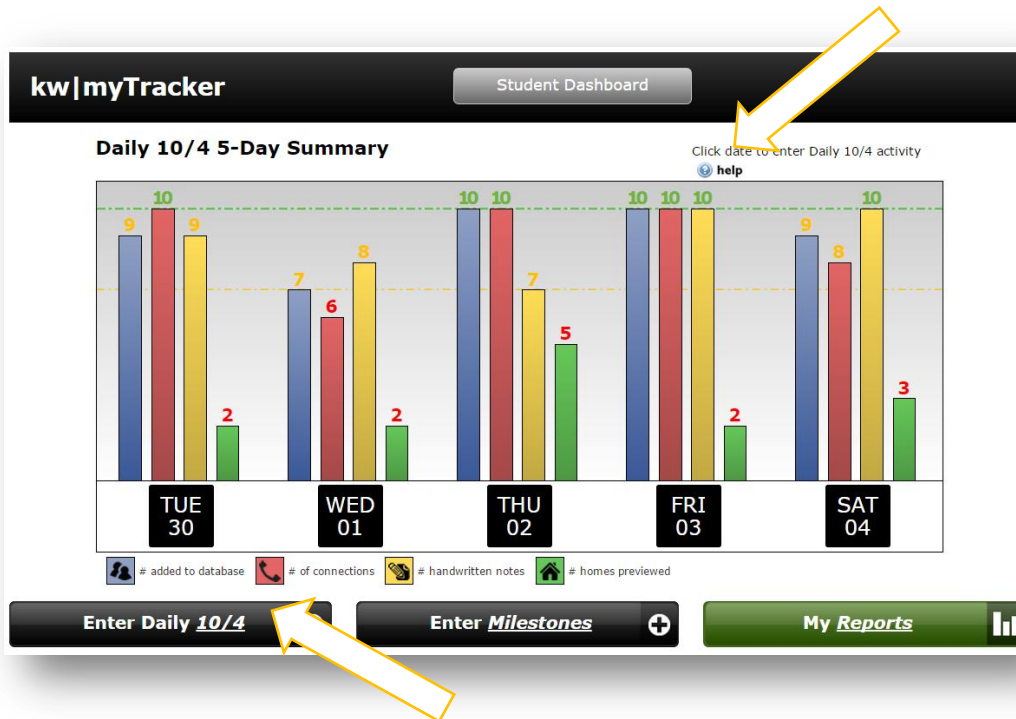 kw|myTracker
Student Dashboard
Daily 10/4 5-Day Summary
Click date to enter Daily 10/4 activity
help
9 10 9 2
7 6 8 2
10 10 7 5
10 10 10 2
9 8 10 3
TUE
30
WED
01
THU
02
FRI
03
SAT
04
# added to database
# of connections
# handwritten notes
# homes previewed
Enter Daily 10/4
Enter Milestones
My Reports